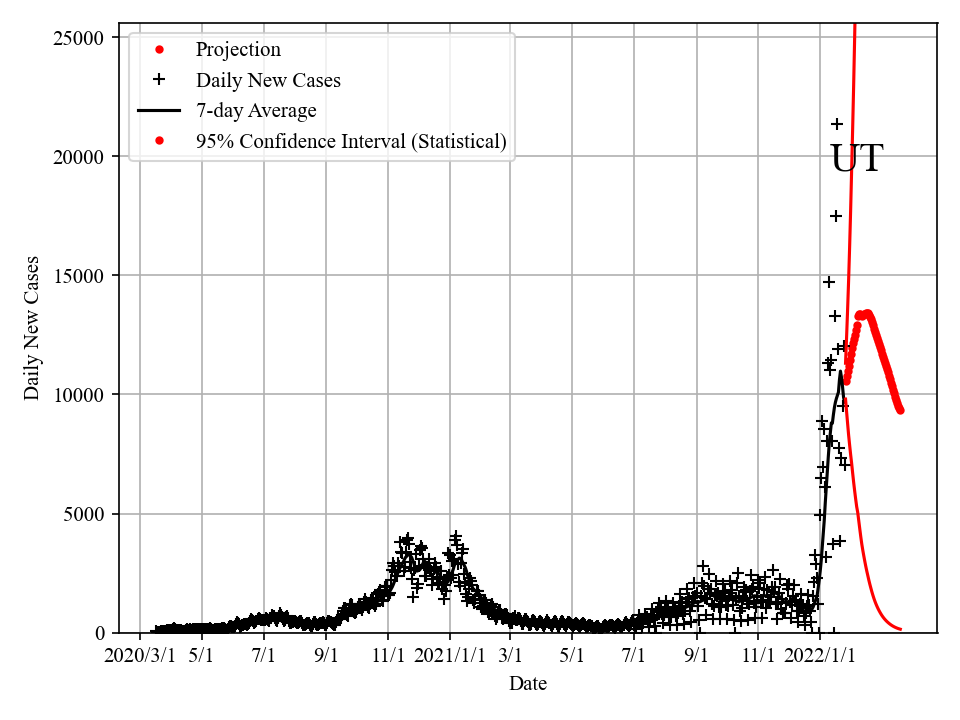 25000
20000
15000
10000
5000
0
Daily New Cases
Projection
Daily New Cases
7-day Average
95% Confidence Interval (Statistical)
UT
2020/3/1 5/1 7/1 9/1 11/1 2021/1/1 3/1 5/1 7/1 9/1 11/1 2022/1/1
Date